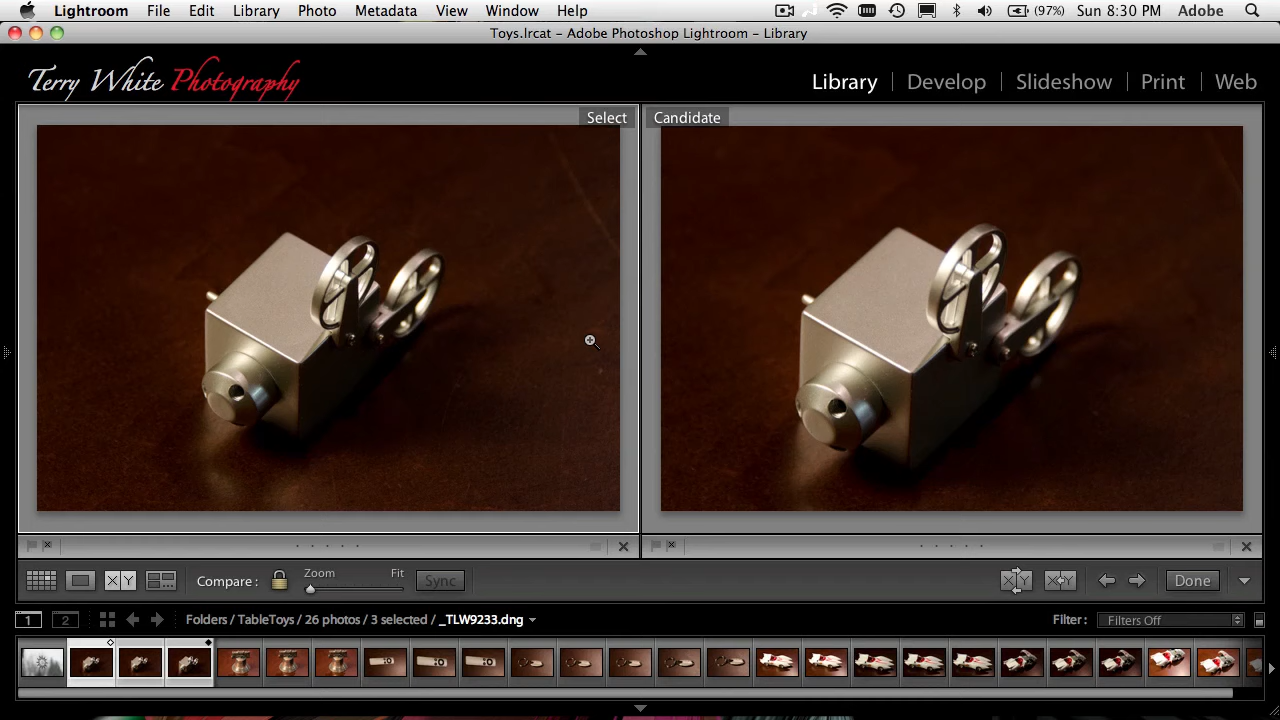 Lightroom File Edit Library Photo Metadata View Window Help (97%) Sun 8:30 PM Adobe
Toys.lrcat – Adobe Photoshop Lightroom – Library
Terry White Photography
Library | Develop | Slideshow | Print | Web
Select
Candidate
X Y Compare : Zoom Fit Sync
X Y X Y Done
1 2 Folders / TableToys / 26 photos / 3 selected / _TLW9233.dng Filter : Filters Off